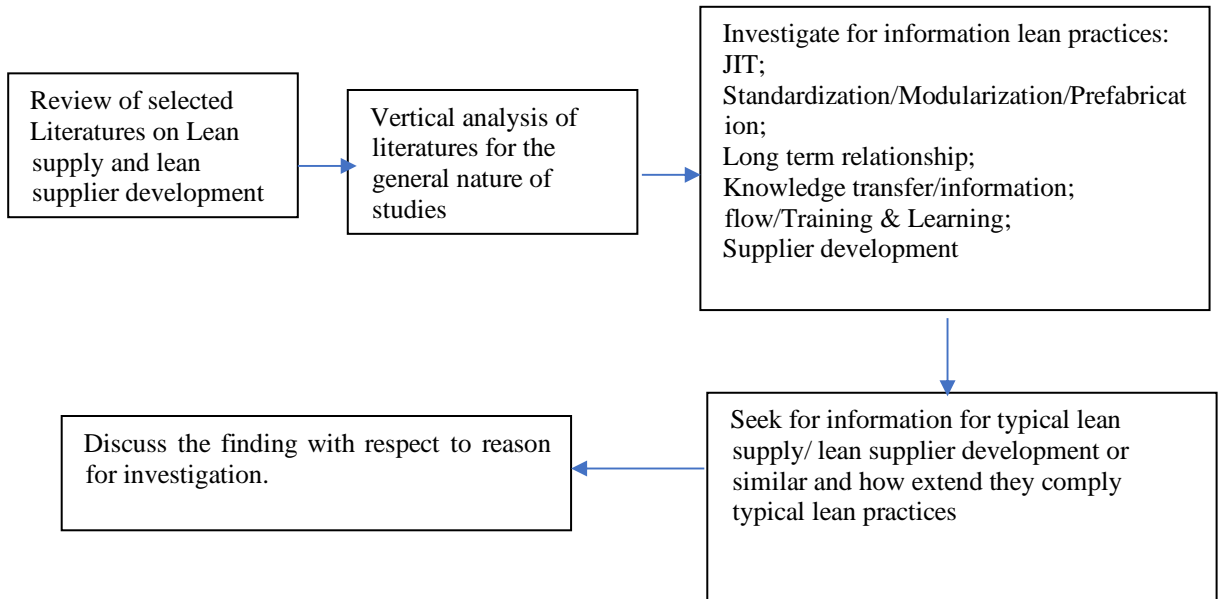 Review of selected
Literatures on Lean
supply and lean
supplier development
Vertical analysis of
literatures for the
general nature of
studies
Investigate for information lean practices:
JIT;
Standardization/Modularization/Prefabricat
ion;
Long term relationship;
Knowledge transfer/information;
flow/Training & Learning;
Supplier development
Seek for information for typical lean
supply/ lean supplier development or
similar and how extend they comply
typical lean practices
Discuss the finding with respect to reason
for investigation.